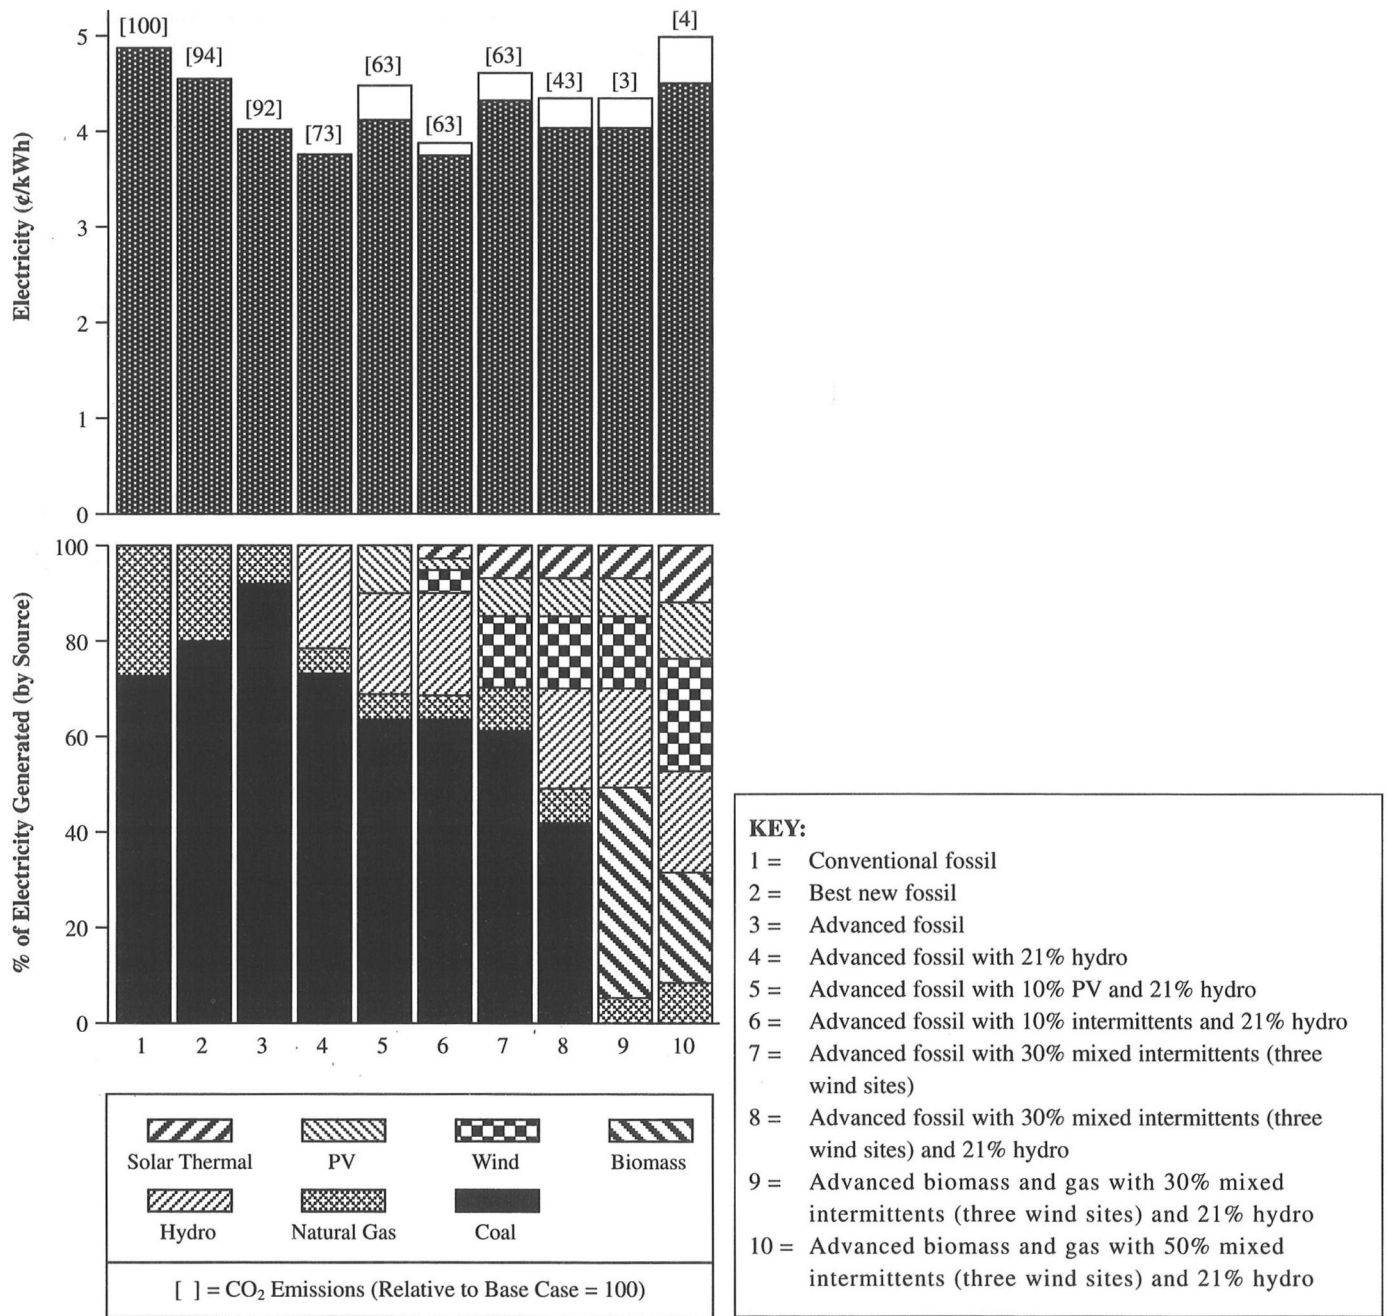 [100]
[94]
[92]
[73]
[63]
[63]
[63]
[43]
[3]
[4]
Electricity (¢/kWh)
5
4
3
2
1
0
% of Electricity Generated (by Source)
100
80
60
40
20
0
1 2 3 4 5 6 7 8 9 10
Solar Thermal PV Wind Biomass
Hydro Natural Gas Coal
[ ] = CO₂ Emissions (Relative to Base Case = 100)
KEY:
1 = Conventional fossil
2 = Best new fossil
3 = Advanced fossil
4 = Advanced fossil with 21% hydro
5 = Advanced fossil with 10% PV and 21% hydro
6 = Advanced fossil with 10% intermittents and 21% hydro
7 = Advanced fossil with 30% mixed intermittents (three
wind sites)
8 = Advanced fossil with 30% mixed intermittents (three
wind sites) and 21% hydro
9 = Advanced biomass and gas with 30% mixed
intermittents (three wind sites) and 21% hydro
10 = Advanced biomass and gas with 50% mixed
intermittents (three wind sites) and 21% hydro